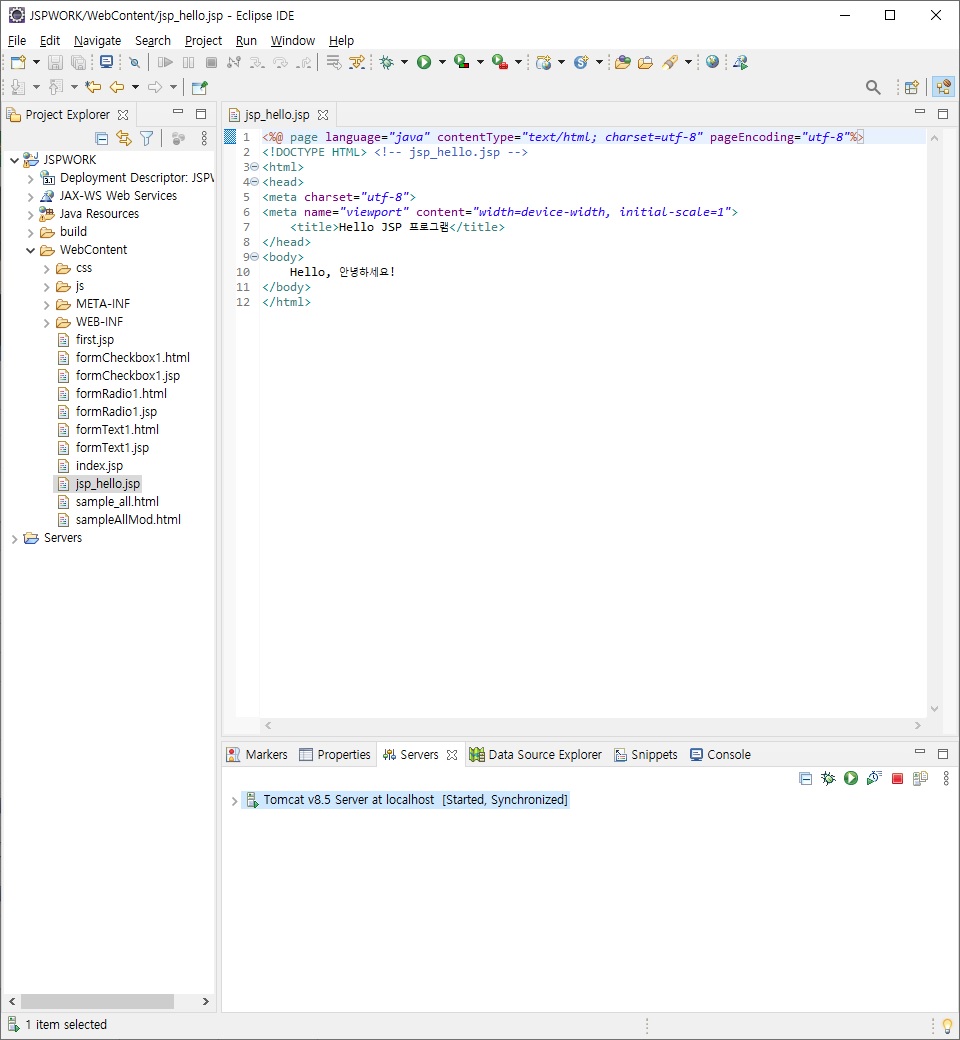 JSPWORK/WebContent/jsp_hello.jsp - Eclipse IDE
File Edit Navigate Search Project Run Window Help
Project Explorer
JSPWORK
Deployment Descriptor: JSPW
JAX-WS Web Services
Java Resources
build
WebContent
css
js
META-INF
WEB-INF
first.jsp
formCheckbox1.html
formCheckbox1.jsp
formRadio1.html
formRadio1.jsp
formText1.html
formText1.jsp
index.jsp
jsp_hello.jsp
sample_all.html
sampleAllMod.html
Servers
jsp_hello.jsp
1 <%@ page language="java" contentType="text/html; charset=utf-8" pageEncoding="utf-8"%>
2 <!DOCTYPE HTML> <!-- jsp_hello.jsp -->
3 <html>
4 <head>
5 <meta charset="utf-8">
6 <meta name="viewport" content="width=device-width, initial-scale=1">
7 <title>Hello JSP 프로그램</title>
8 </head>
9 <body>
10 Hello, 안녕하세요!
11 </body>
12 </html>
Markers Properties Servers Data Source Explorer Snippets Console
Tomcat v8.5 Server at localhost [Started, Synchronized]
1 item selected